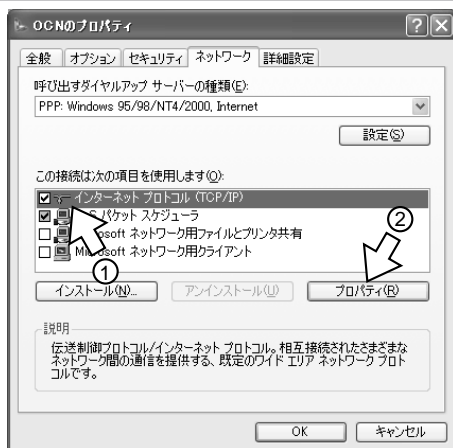 OCNのプロパティ
全般 オプション セキュリティ ネットワーク 詳細設定
呼び出すダイヤルアップ サーバーの種類(E):
PPP: Windows 95/98/NT4/2000, Internet
設定(S)
この接続は次の項目を使用します(O):
インターネット プロトコル (TCP/IP)
パケット スケジューラ
ネットワーク用ファイルとプリンタ共有
ネットワーク用クライアント
①
②
インストール(N)... アンインストール(U) プロパティ(R)
説明
伝送制御プロトコル/インターネット プロトコル。相互接続されたさまざまな
ネットワーク間の通信を提供する、既定のワイド エリア ネットワーク プロト
コルです。
OK キャンセル